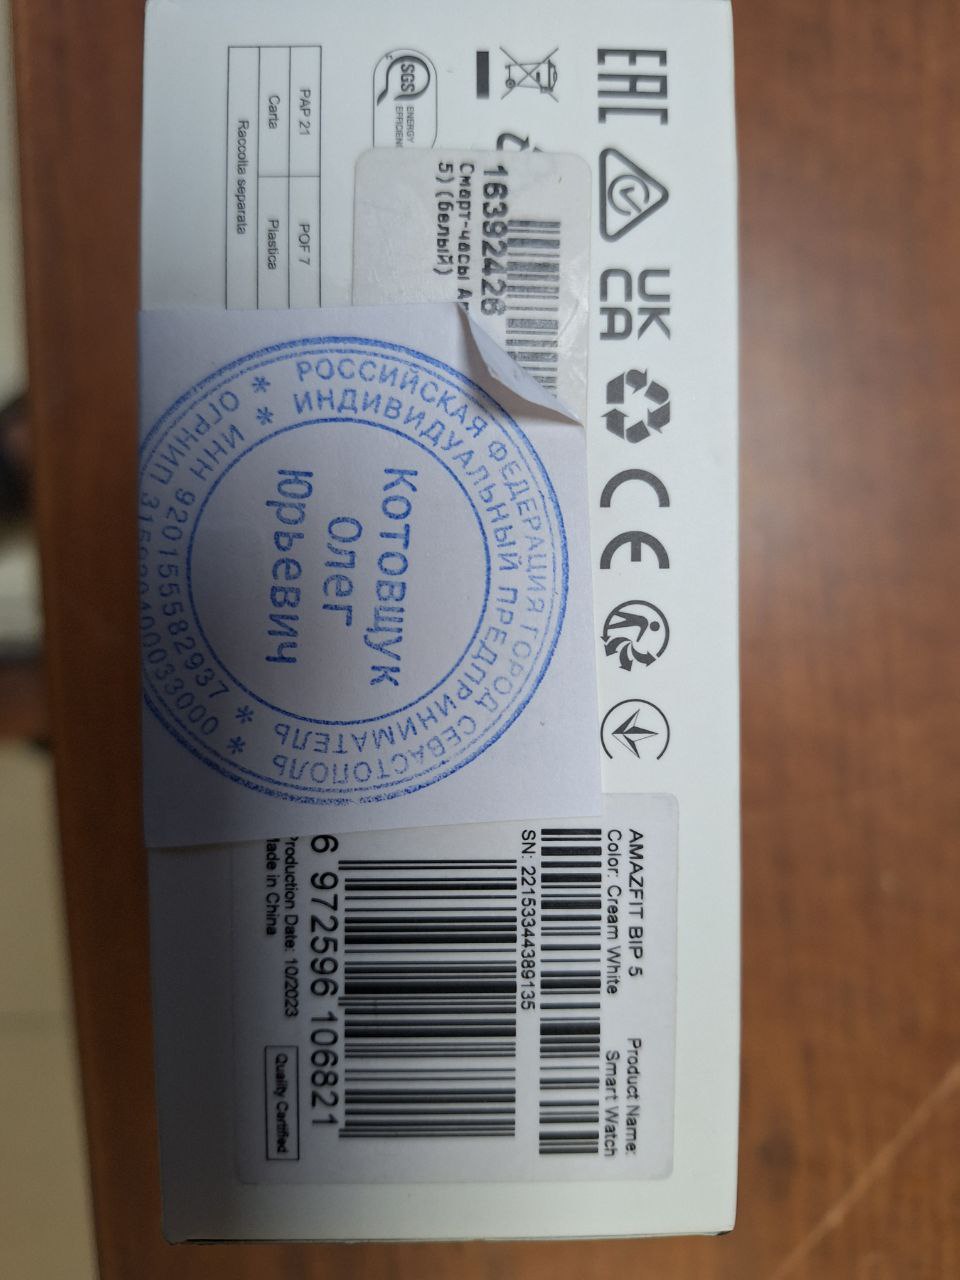 EAC
UK
CA
CE
SGS
ENERGY
PAP 21
POF 7
Carta
Plastica
Raccolta separata
16392428
Смарт-часы
5) (белый)
РОССИЙСКАЯ ФЕДЕРАЦИЯ ГОРОД СЕВАСТОПОЛЬ
ИНДИВИДУАЛЬНЫЙ ПРЕДПРИНИМАТЕЛЬ
Котовщук
Олег
Юрьевич
ИНН 920155582937
ОГРНИП
AMAZFIT BIP 5
Product Name:
Color: Cream White
Smart Watch
SN: 22153344389135
6 972596 106821
Production Date: 10/2023
Made in China
Quality Certified